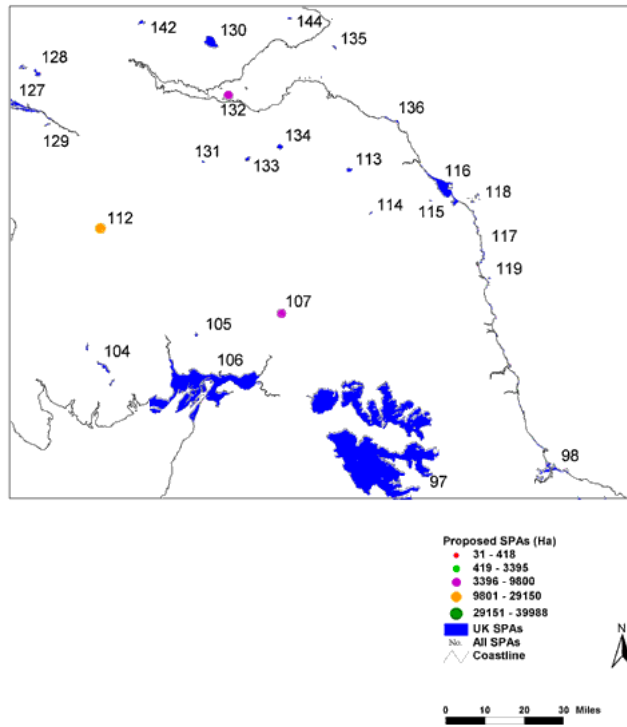 142
130
144
135
128
127
129
132
136
131
133
134
113
116
118
114
115
117
119
112
107
105
104
106
97
98
Proposed SPAs (Ha)
31 - 418
419 - 3395
3396 - 9800
9801 - 29150
29151 - 39988
UK SPAs
No. All SPAs
Coastline
N
0 10 20 30 Miles